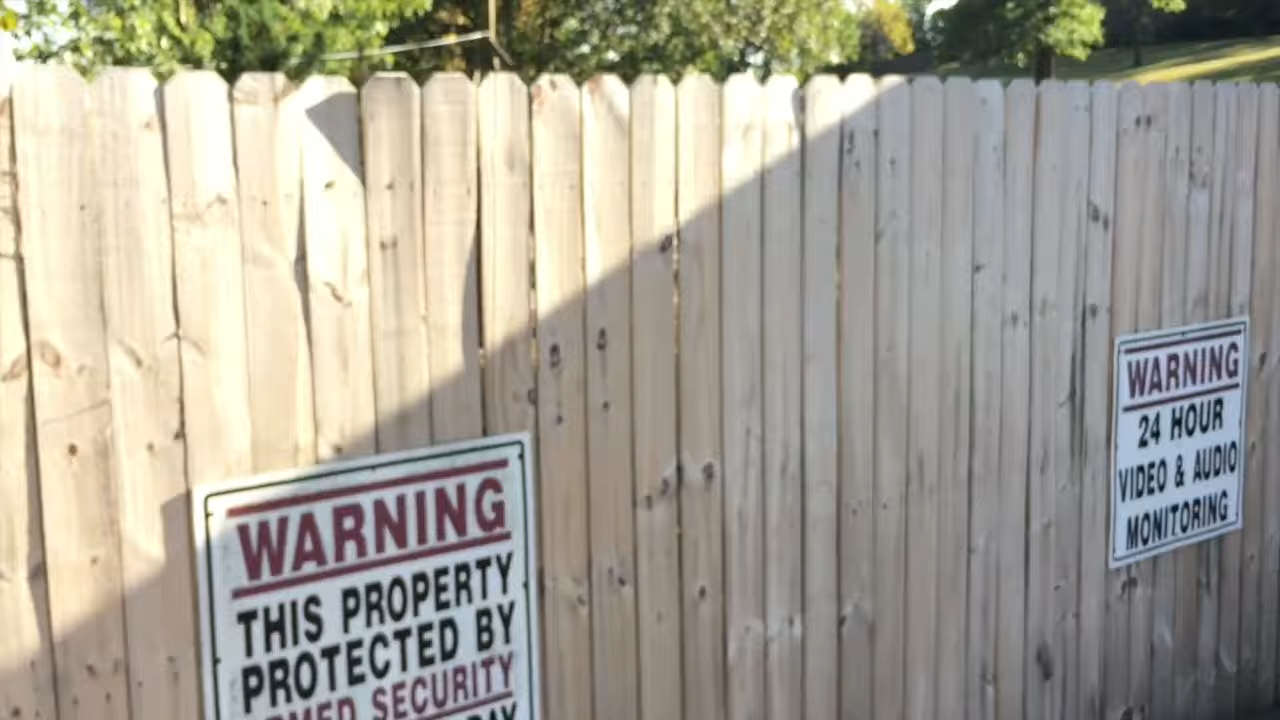 WARNING
THIS PROPERTY
PROTECTED BY
SECURITY
WARNING
24 HOUR
VIDEO & AUDIO
MONITORING